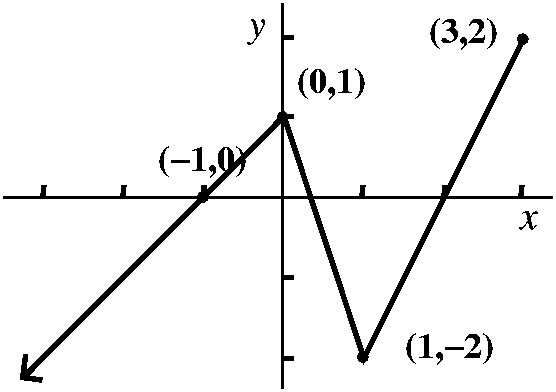 y
(3,2)
(0,1)
(−1,0)
x
(1,−2)